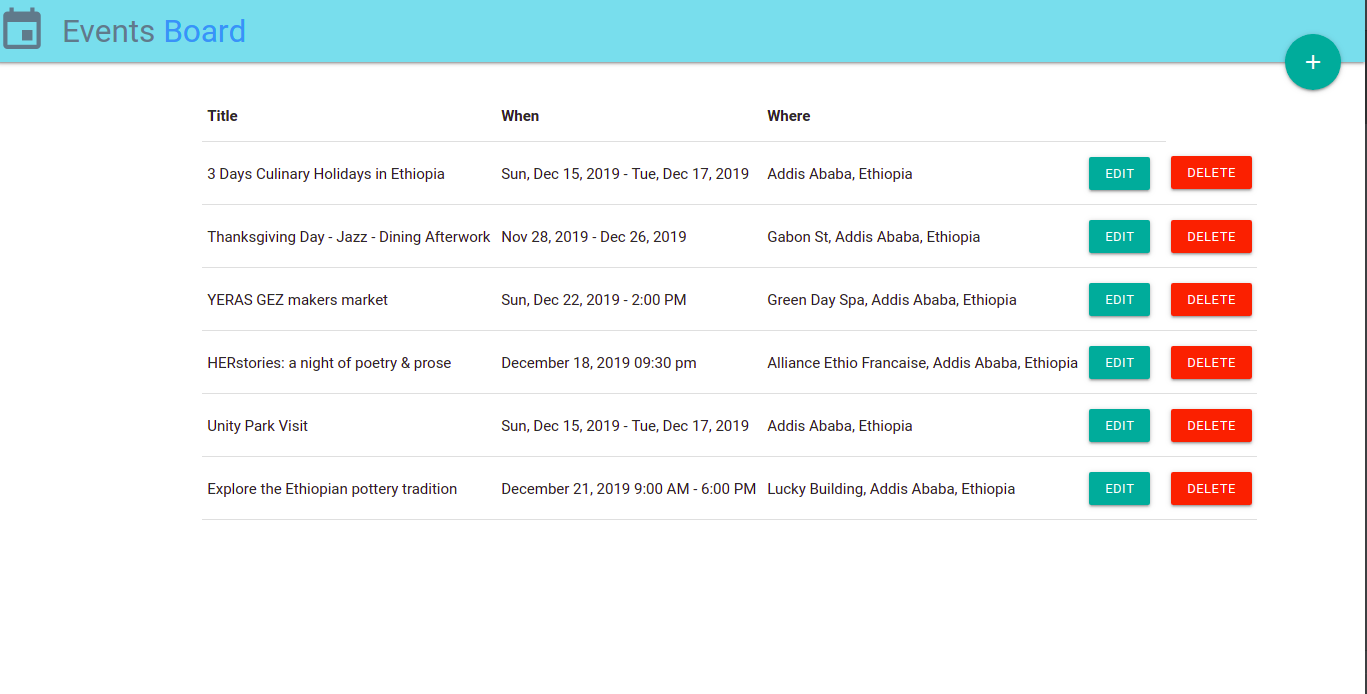 Events Board
+
Title When Where
3 Days Culinary Holidays in Ethiopia Sun, Dec 15, 2019 - Tue, Dec 17, 2019 Addis Ababa, Ethiopia EDIT DELETE
Thanksgiving Day - Jazz - Dining Afterwork Nov 28, 2019 - Dec 26, 2019 Gabon St, Addis Ababa, Ethiopia EDIT DELETE
YERAS GEZ makers market Sun, Dec 22, 2019 - 2:00 PM Green Day Spa, Addis Ababa, Ethiopia EDIT DELETE
HERstories: a night of poetry & prose December 18, 2019 09:30 pm Alliance Ethio Francaise, Addis Ababa, Ethiopia EDIT DELETE
Unity Park Visit Sun, Dec 15, 2019 - Tue, Dec 17, 2019 Addis Ababa, Ethiopia EDIT DELETE
Explore the Ethiopian pottery tradition December 21, 2019 9:00 AM - 6:00 PM Lucky Building, Addis Ababa, Ethiopia EDIT DELETE